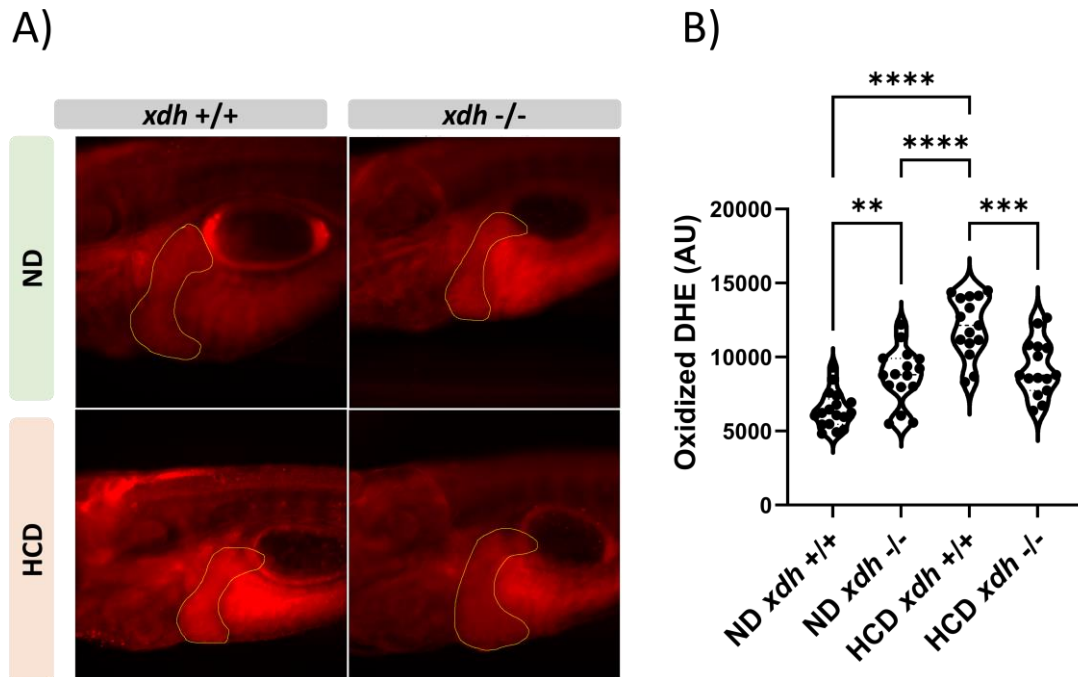 A)
B)
xdh +/+
xdh -/-
ND
HCD
****
****
**
***
Oxidized DHE (AU)
20000
15000
10000
5000
0
ND xdh +/+
ND xdh -/-
HCD xdh +/+
HCD xdh -/-